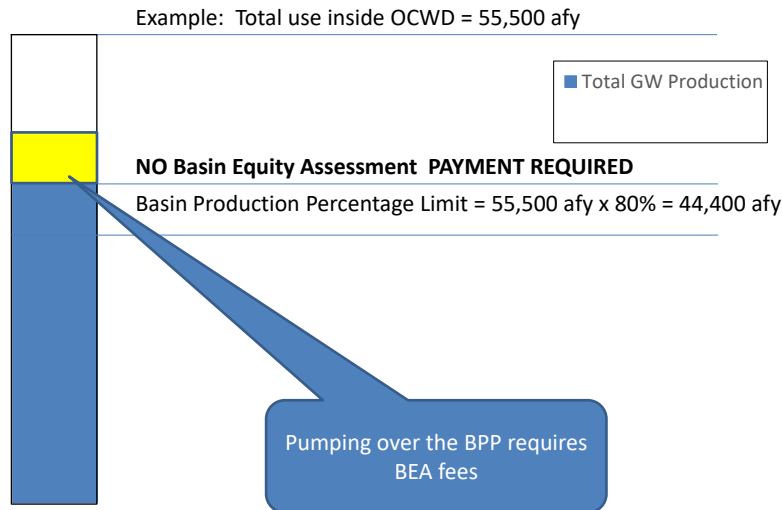 Example:  Total use inside OCWD = 55,500 afy
Total GW Production
NO Basin Equity Assessment  PAYMENT REQUIRED
Basin Production Percentage Limit = 55,500 afy x 80% = 44,400 afy
Pumping over the BPP requires
BEA fees